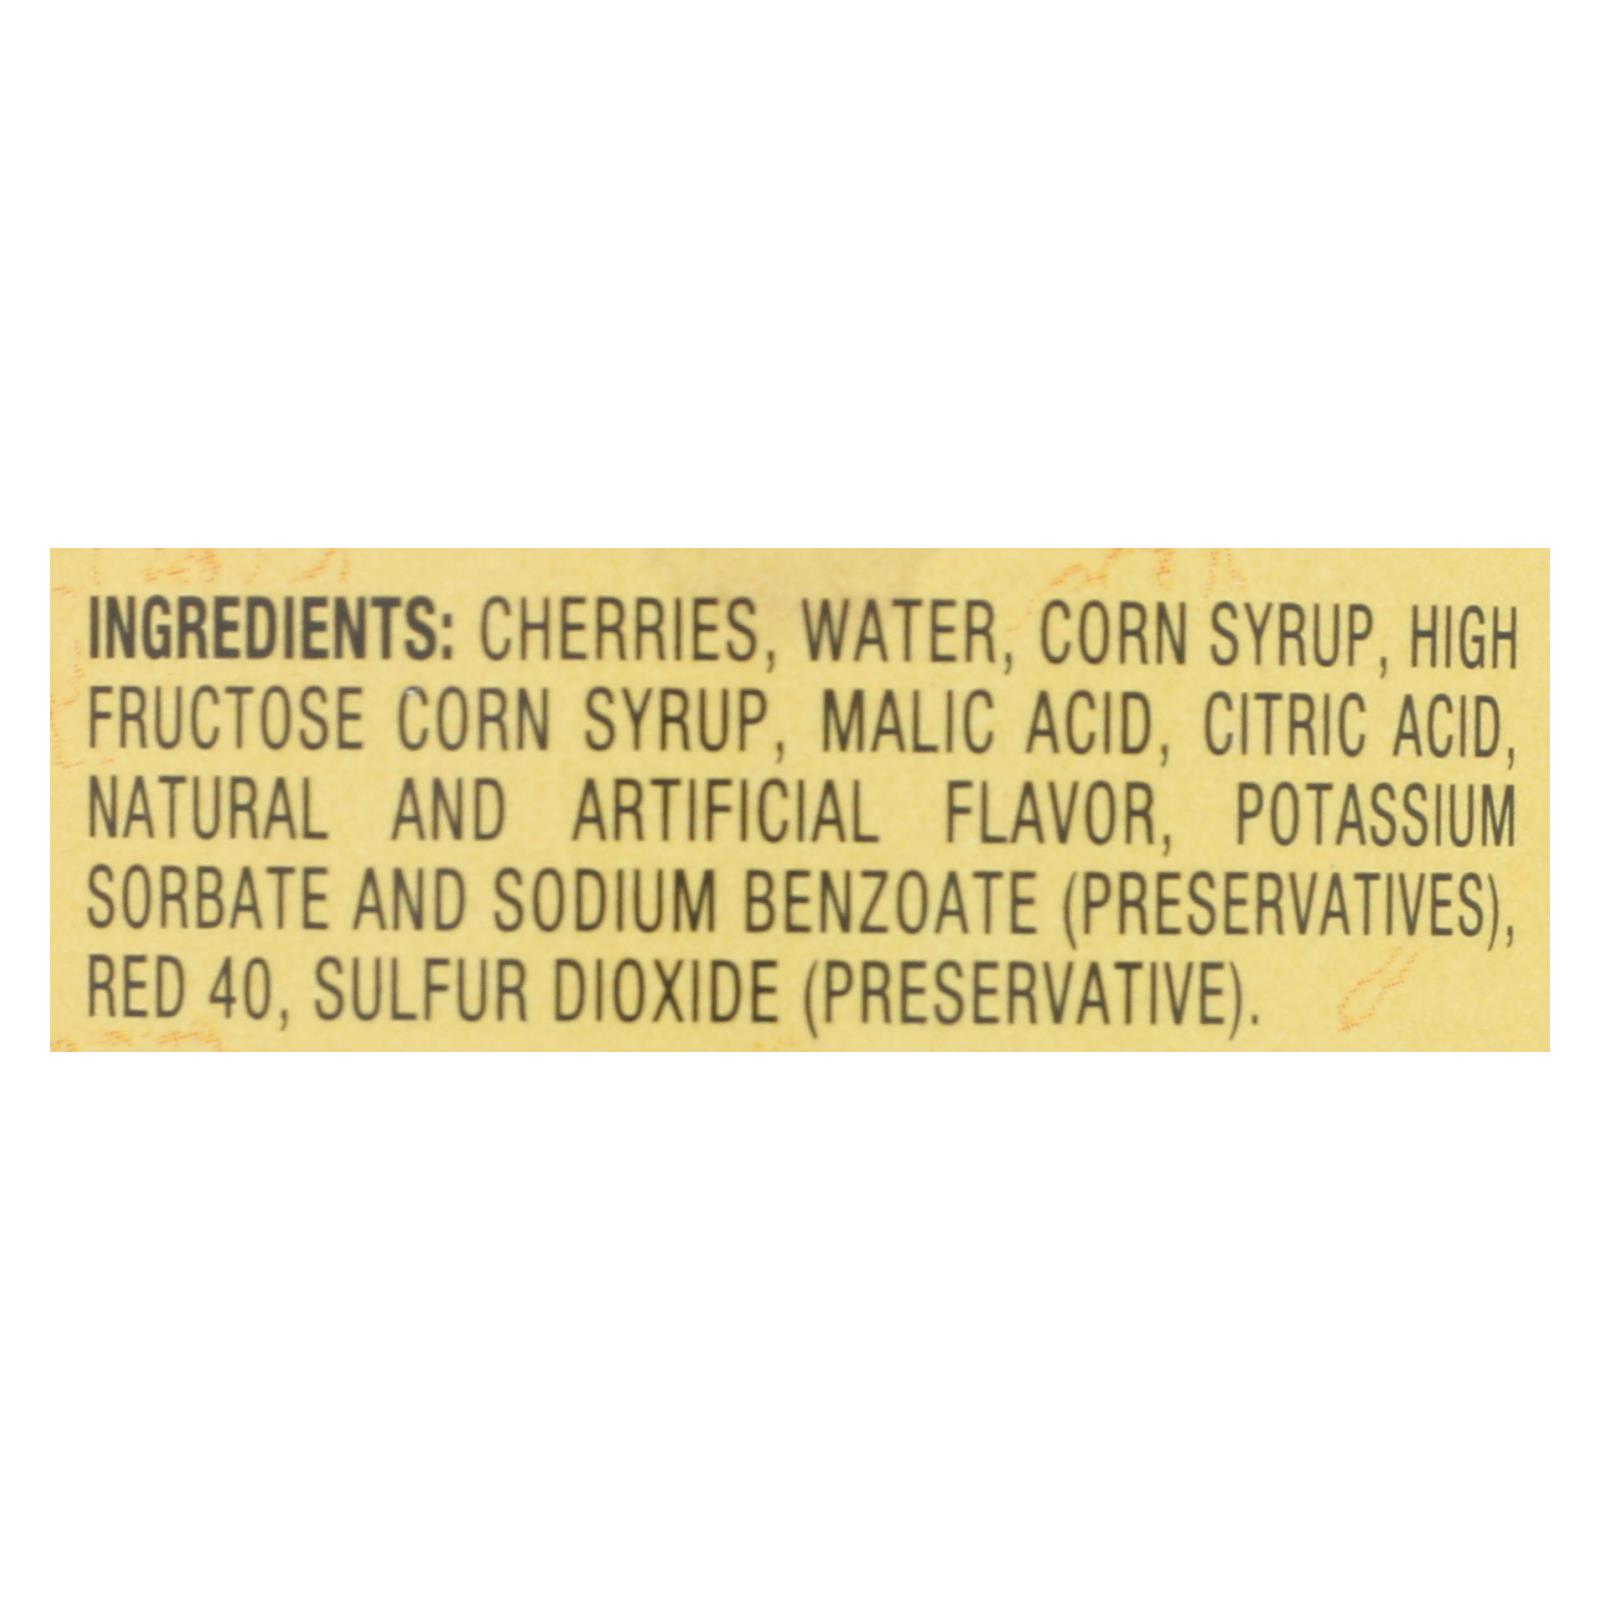 INGREDIENTS: CHERRIES, WATER, CORN SYRUP, HIGH
FRUCTOSE CORN SYRUP, MALIC ACID, CITRIC ACID,
NATURAL AND ARTIFICIAL FLAVOR, POTASSIUM
SORBATE AND SODIUM BENZOATE (PRESERVATIVES),
RED 40, SULFUR DIOXIDE (PRESERVATIVE).